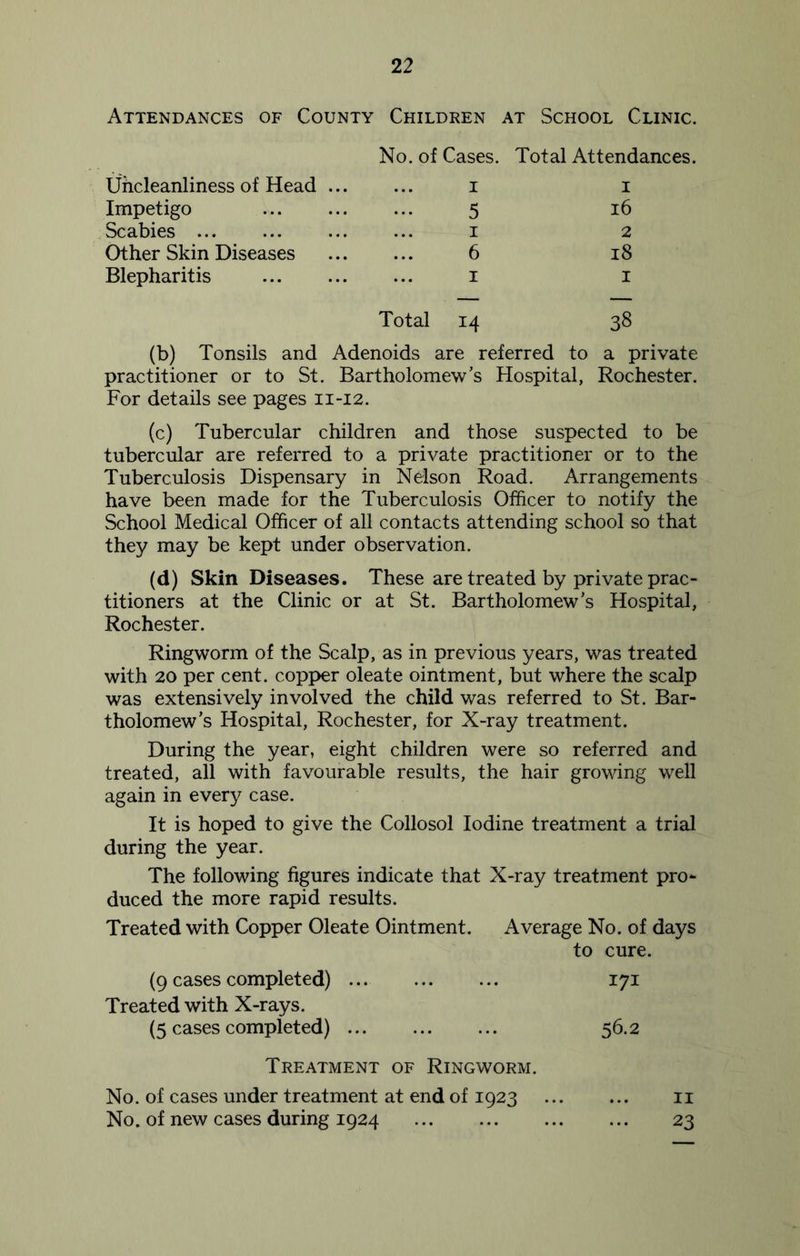 22
Attendances of County Children at School Clinic.
No. of Cases. Total Attendances.
Uncleanliness of Head ... ... 1 1
Impetigo ... ... ... 5 16
Scabies ... ... ... ... 1 2
Other Skin Diseases ... ... 6 18
Blepharitis ... ... ... 1 1
Total 14 38
(b) Tonsils and Adenoids are referred to a private
practitioner or to St. Bartholomew's Hospital, Rochester.
For details see pages 11-12.
(c) Tubercular children and those suspected to be
tubercular are referred to a private practitioner or to the
Tuberculosis Dispensary in Nelson Road. Arrangements
have been made for the Tuberculosis Officer to notify the
School Medical Officer of all contacts attending school so that
they may be kept under observation.
(d) Skin Diseases. These are treated by private prac-
titioners at the Clinic or at St. Bartholomew's Hospital,
Rochester.
Ringworm of the Scalp, as in previous years, was treated
with 20 per cent. copper oleate ointment, but where the scalp
was extensively involved the child was referred to St. Bar-
tholomew's Hospital, Rochester, for X-ray treatment.
During the year, eight children were so referred and
treated, all with favourable results, the hair growing well
again in every case.
It is hoped to give the Collosol Iodine treatment a trial
during the year.
The following figures indicate that X-ray treatment pro-
duced the more rapid results.
Treated with Copper Oleate Ointment. Average No. of days
to cure.
(9 cases completed) ... ... ... 171
Treated with X-rays.
(5 cases completed) ... ... ... 56.2
Treatment of Ringworm.
No. of cases under treatment at end of 1923 ... ... 11
No. of new cases during 1924 ... ... ... ... 23